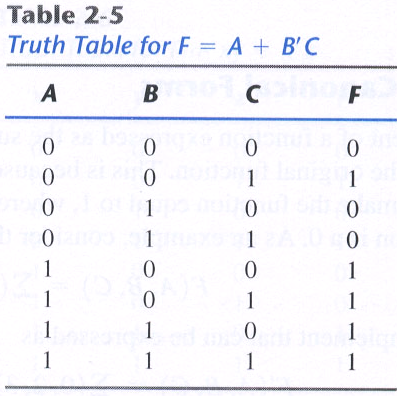 Table 2-5
Truth Table for F = A + B'C
A B C F
0 0 0 0
0 0 1 1
0 1 0 0
0 1 1 0
1 0 0 1
1 0 1 1
1 1 0 1
1 1 1 1